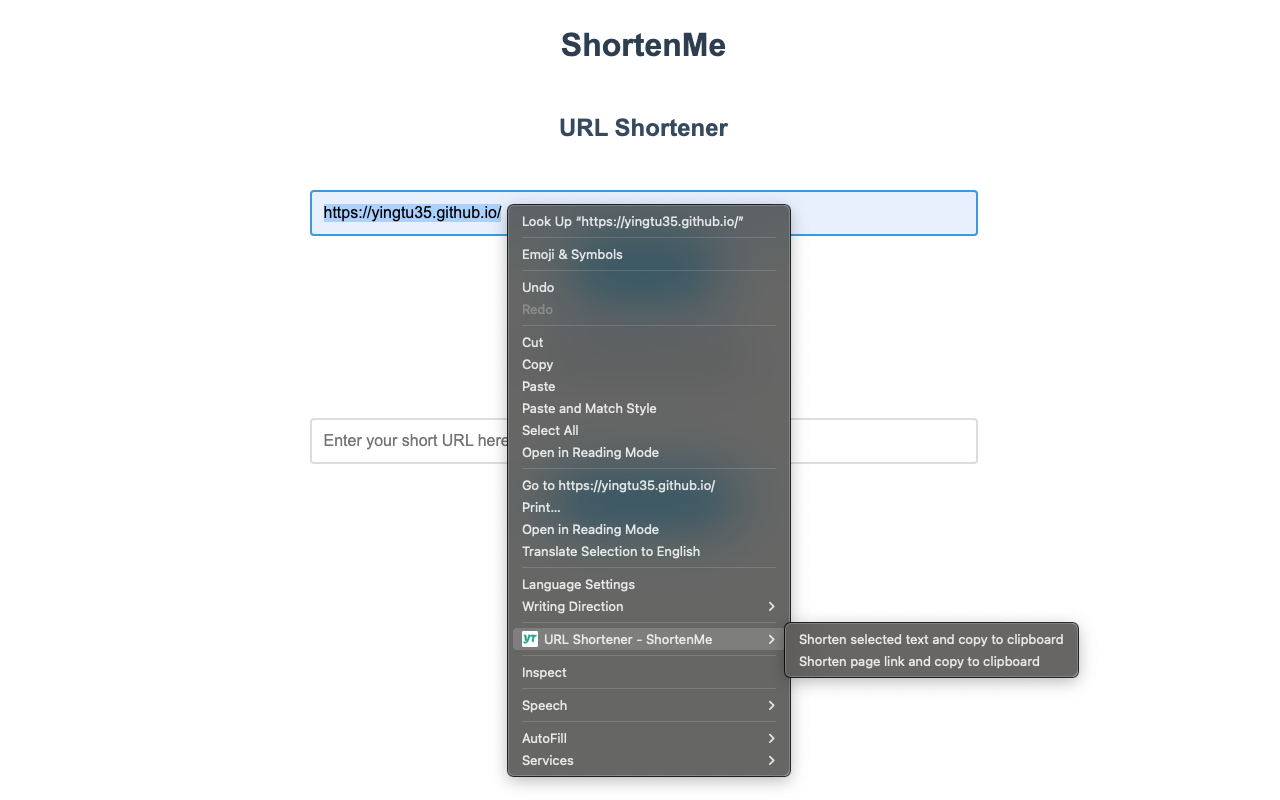 ShortenMe
URL Shortener
https://yingtu35.github.io/
Look Up “https://yingtu35.github.io/”
Emoji & Symbols
Undo
Redo
Cut
Copy
Paste
Paste and Match Style
Select All
Open in Reading Mode
Enter your short URL here
Go to https://yingtu35.github.io/
Print...
Open in Reading Mode
Translate Selection to English
Language Settings
Writing Direction
YT URL Shortener - ShortenMe
Shorten selected text and copy to clipboard
Shorten page link and copy to clipboard
Inspect
Speech
AutoFill
Services